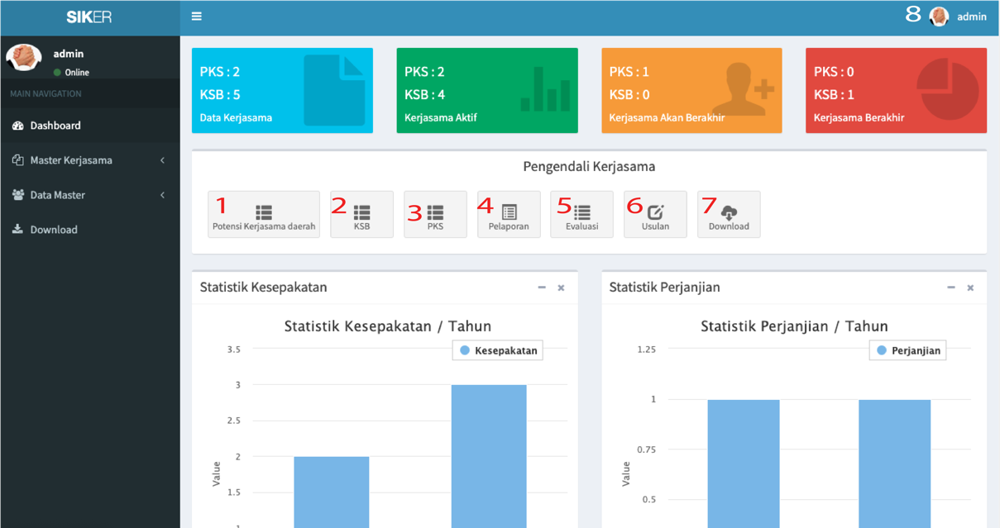 SIKER
8 admin
admin
Online
MAIN NAVIGATION
Dashboard
Master Kerjasama
Data Master
Download
PKS : 2
KSB : 5
Data Kerjasama
PKS : 2
KSB : 4
Kerjasama Aktif
PKS : 1
KSB : 0
Kerjasama Akan Berakhir
PKS : 0
KSB : 1
Kerjasama Berakhir
Pengendali Kerjasama
1
Potensi Kerjasama daerah
2
KSB
3
PKS
4
Pelaporan
5
Evaluasi
6
Usulan
7
Download
Statistik Kesepakatan
Statistik Kesepakatan / Tahun
Kesepakatan
3.5
3
2.5
2
1.5
1
Value
Statistik Perjanjian
Statistik Perjanjian / Tahun
Perjanjian
1.25
1
0.75
0.5
Value